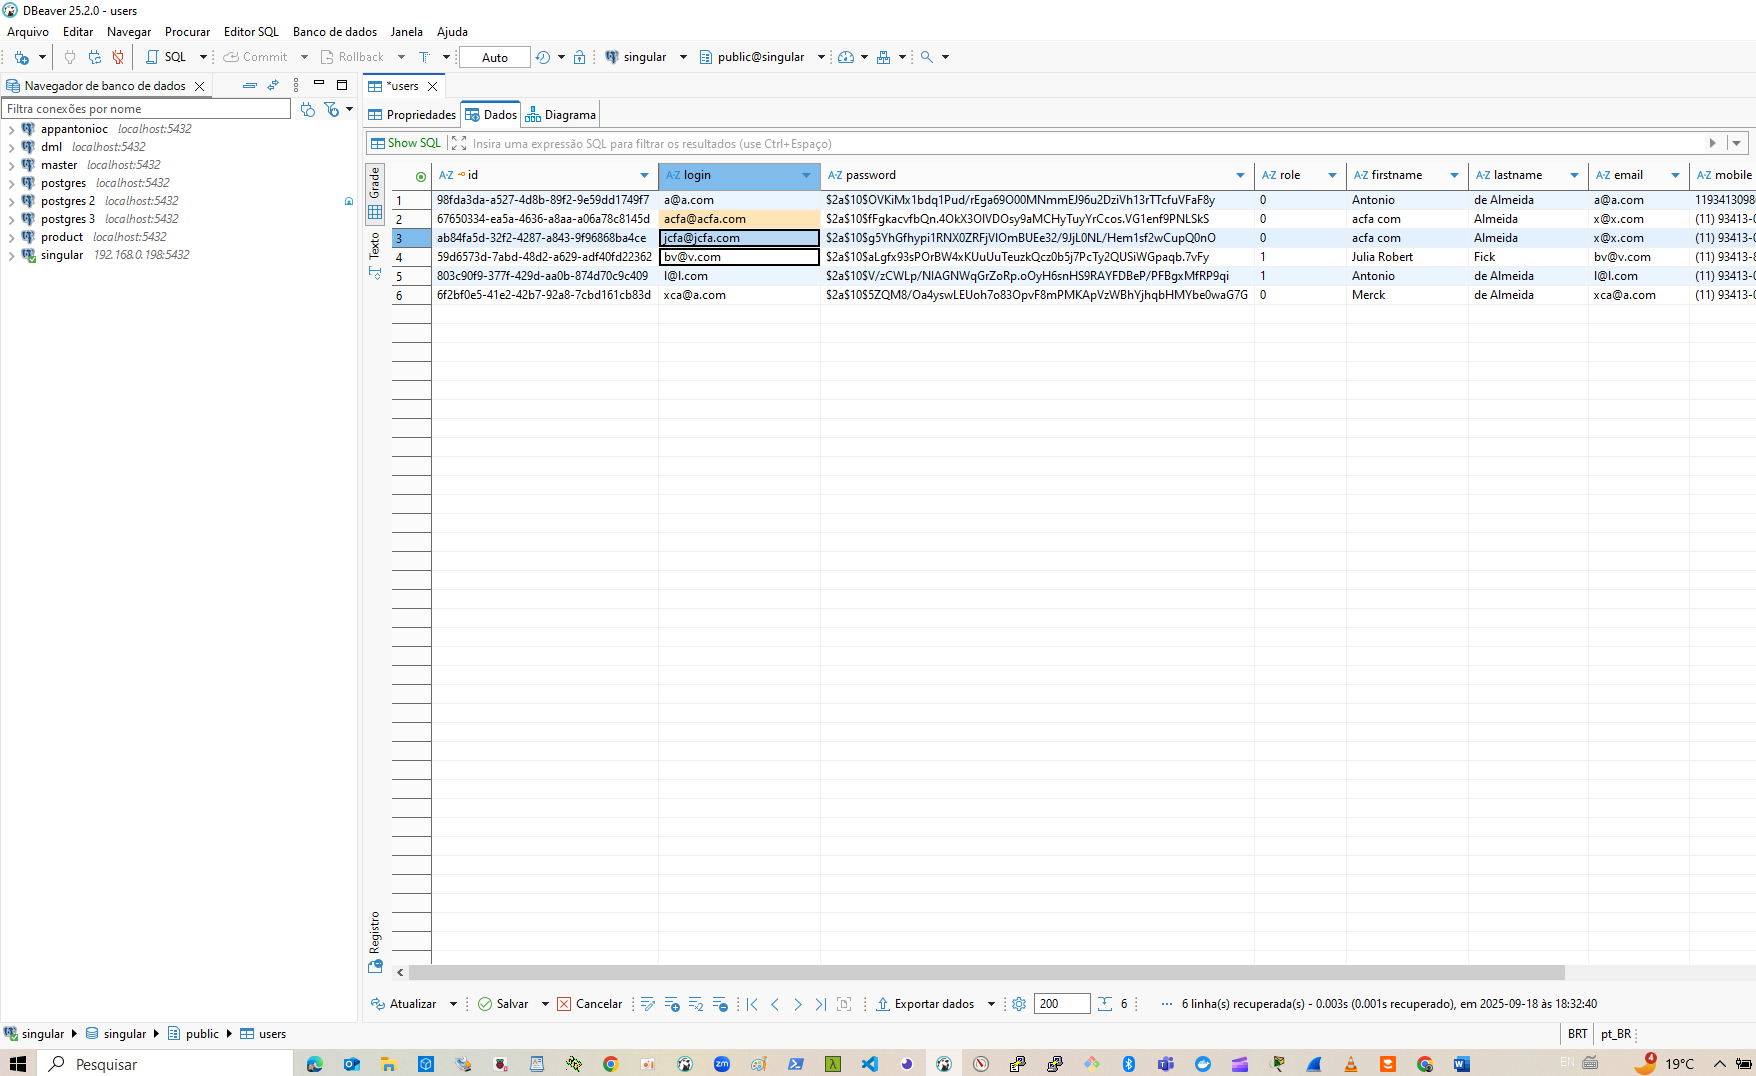 DBeaver 25.2.0 - users
Arquivo Editar Navegar Procurar Editor SQL Banco de dados Janela Ajuda
SQL Commit Rollback T Auto singular public@singular
Navegador de banco de dados
*users
Filtra conexões por nome
Propriedades Dados Diagrama
appantonioc localhost:5432
dml localhost:5432
master localhost:5432
postgres localhost:5432
postgres 2 localhost:5432
postgres 3 localhost:5432
product localhost:5432
singular 192.168.0.198:5432
Show SQL Insira uma expressão SQL para filtrar os resultados (use Ctrl+Espaço)
Grade
Texto
Registro
A-Z id A-Z login A-Z password A-Z role A-Z firstname A-Z lastname A-Z email A-Z mobile
1 98fda3da-a527-4d8b-89f2-9e59dd1749f7 a@a.com $2a$10$OVKiMx1bdq1Pud/rEga69O00MNmmEJ96u2DziVh13rTTcfuVFaF8y 0 Antonio de Almeida a@a.com 1193413098
2 67650334-ea5a-4636-a8aa-a06a78c8145d acfa@acfa.com $2a$10$fFgkacvfbQn.4OkX3OIVDOsy9aMCHyTuyYrCcos.VG1enf9PNLSkS 0 acfa com Almeida x@x.com (11) 93413-0
3 ab84fa5d-32f2-4287-a843-9f96868ba4ce jcfa@jcfa.com $2a$10$g5YhGfhypi1RNX0ZRFjVIOmBUEe32/9JjL0NL/Hem1sf2wCupQ0nO 0 acfa com Almeida x@x.com (11) 93413-0
4 59d6573d-7abd-48d2-a629-adf40fd22362 bv@v.com $2a$10$aLgfx93sPOrBW4xKUuUuTeuzkQcz0b5j7PcTy2QUSiWGpaqb.7vFy 1 Julia Robert Fick bv@v.com (11) 93413-8
5 803c90f9-377f-429d-aa0b-874d70c9c409 l@l.com $2a$10$V/zCWLp/NIAGNWqGrZoRp.oOyH6snHS9RAYFDBeP/PFBgxMfRP9qi 1 Antonio de Almeida l@l.com (11) 93413-0
6 6f2bf0e5-41e2-42b7-92a8-7cbd161cb83d xca@a.com $2a$10$5ZQM8/Oa4yswLEUoh7o83OpvF8mPMKApVzWBhYjhqbHMYbe0waG7G 0 Merck de Almeida xca@a.com (11) 93413-0
Atualizar Salvar Cancelar Exportar dados 200 6 6 linha(s) recuperada(s) - 0.003s (0.001s recuperado), em 2025-09-18 às 18:32:40
singular singular public users BRT pt_BR
Pesquisar EN 4 19°C